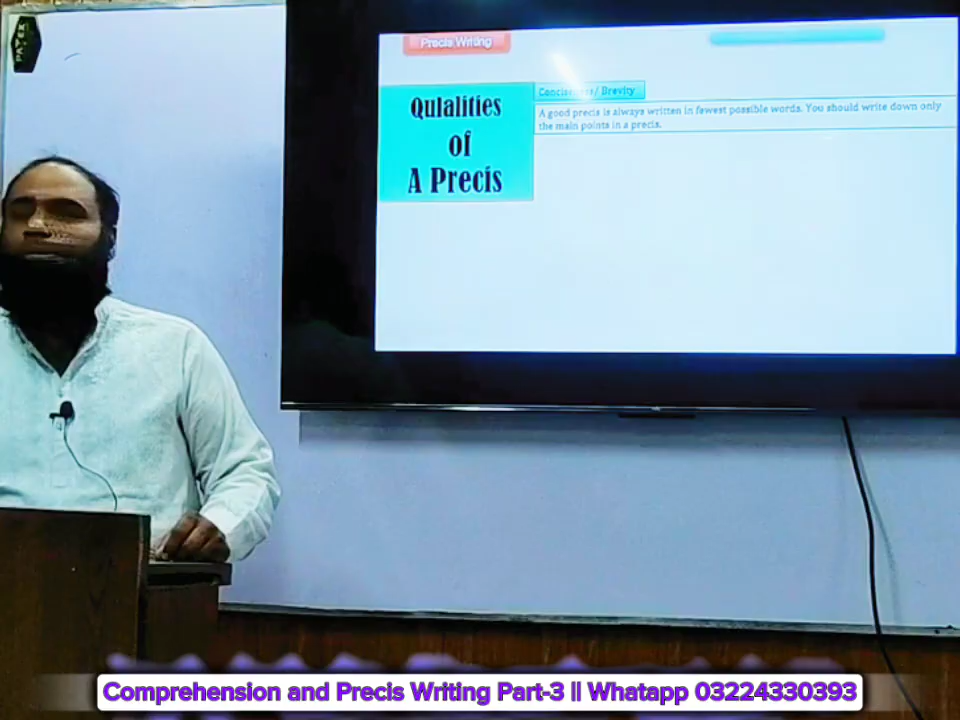 Precis Writing
Qulalities
of
A Precis
Conciseness/ Brevity
A good precis is always written in fewest possible words. You should write down only
the main points in a precis.
Comprehension and Precis Writing Part-3 || Whatapp 03224330393